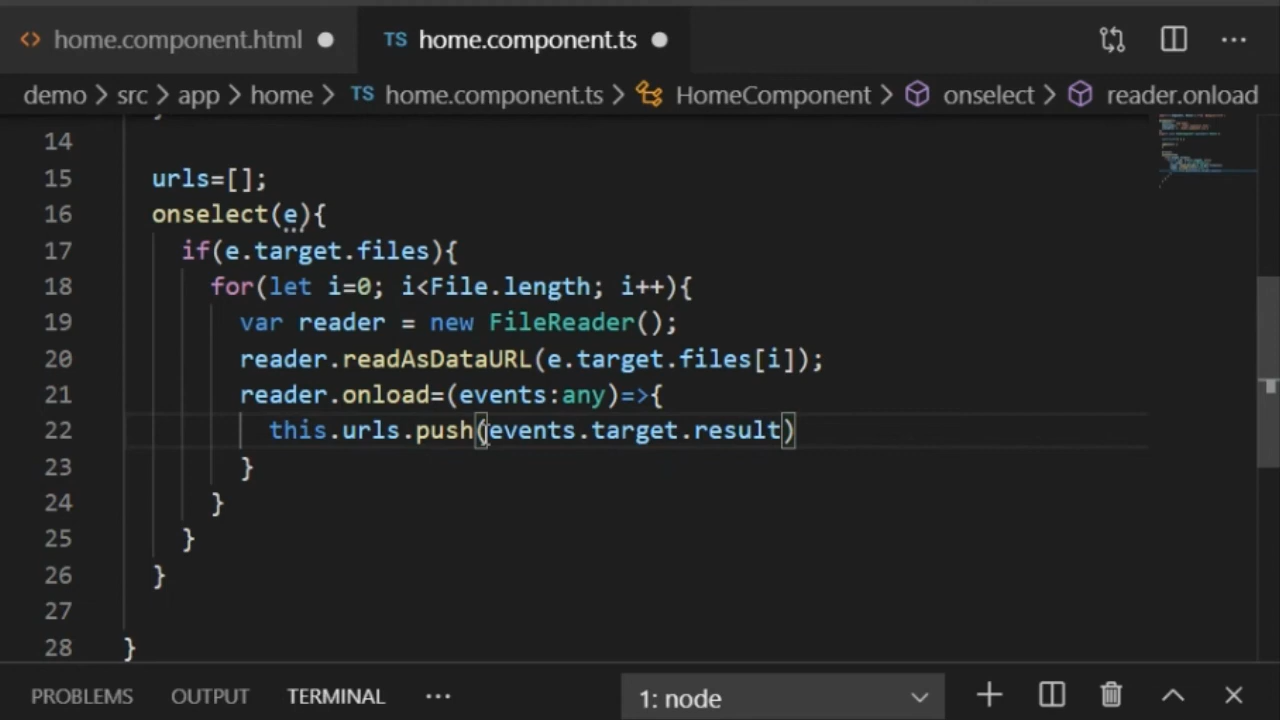 <> home.component.html ● TS home.component.ts ● ...
demo > src > app > home > TS home.component.ts > HomeComponent > onselect > reader.onload
14
15 urls=[];
16 onselect(e){
17 if(e.target.files){
18 for(let i=0; i<File.length; i++){
19 var reader = new FileReader();
20 reader.readAsDataURL(e.target.files[i]);
21 reader.onload=(events:any)=>{
22 this.urls.push(events.target.result)
23 }
24 }
25 }
26 }
27
28 }
PROBLEMS OUTPUT TERMINAL ... 1: node